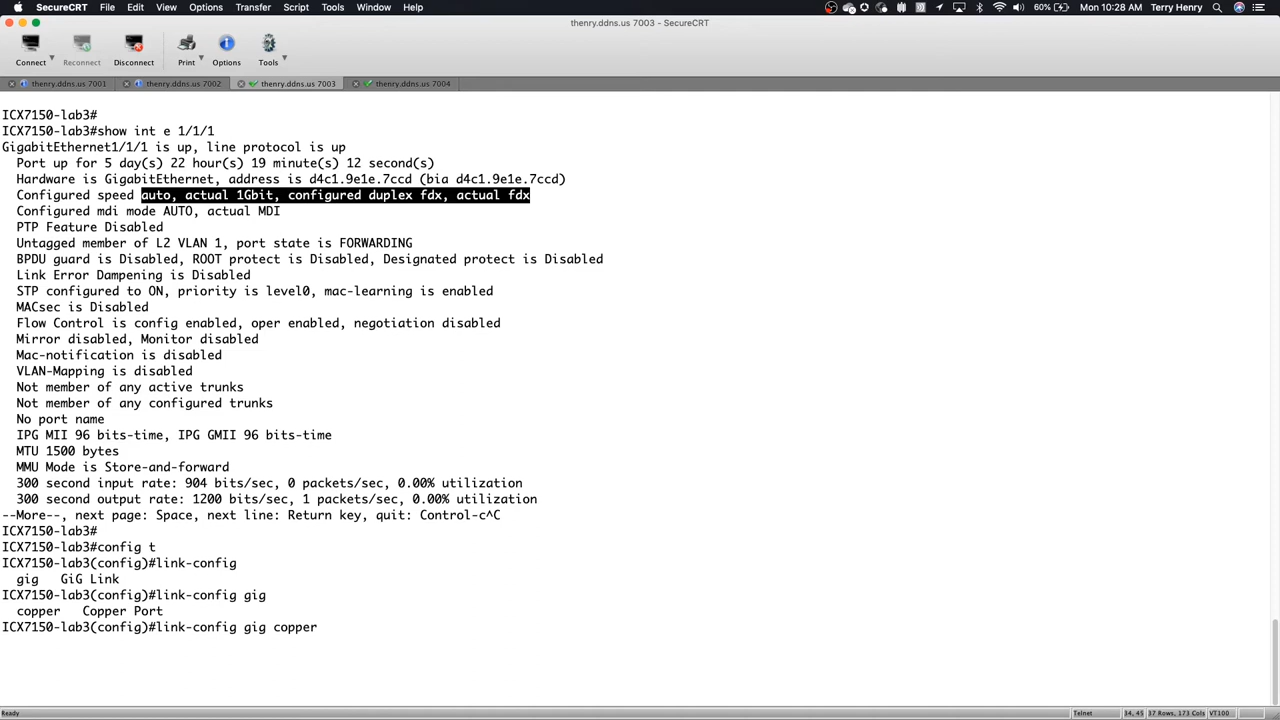 SecureCRT File Edit View Options Transfer Script Tools Window Help 60% Mon 10:28 AM Terry Henry
thenry.ddns.us 7003 - SecureCRT
Connect Reconnect Disconnect Print Options Tools
thenry.ddns.us 7001 thenry.ddns.us 7002 thenry.ddns.us 7003 thenry.ddns.us 7004
ICX7150-lab3#
ICX7150-lab3#show int e 1/1/1
GigabitEthernet1/1/1 is up, line protocol is up
Port up for 5 day(s) 22 hour(s) 19 minute(s) 12 second(s)
Hardware is GigabitEthernet, address is d4c1.9e1e.7ccd (bia d4c1.9e1e.7ccd)
Configured speed auto, actual 1Gbit, configured duplex fdx, actual fdx
Configured mdi mode AUTO, actual MDI
PTP Feature Disabled
Untagged member of L2 VLAN 1, port state is FORWARDING
BPDU guard is Disabled, ROOT protect is Disabled, Designated protect is Disabled
Link Error Dampening is Disabled
STP configured to ON, priority is level0, mac-learning is enabled
MACsec is Disabled
Flow Control is config enabled, oper enabled, negotiation disabled
Mirror disabled, Monitor disabled
Mac-notification is disabled
VLAN-Mapping is disabled
Not member of any active trunks
Not member of any configured trunks
No port name
IPG MII 96 bits-time, IPG GMII 96 bits-time
MTU 1500 bytes
MMU Mode is Store-and-forward
300 second input rate: 904 bits/sec, 0 packets/sec, 0.00% utilization
300 second output rate: 1200 bits/sec, 1 packets/sec, 0.00% utilization
--More--, next page: Space, next line: Return key, quit: Control-c^C
ICX7150-lab3#
ICX7150-lab3#config t
ICX7150-lab3(config)#link-config
gig GiG Link
ICX7150-lab3(config)#link-config gig
copper Copper Port
ICX7150-lab3(config)#link-config gig copper
Ready Telnet 34, 45 37 Rows, 173 Cols VT100